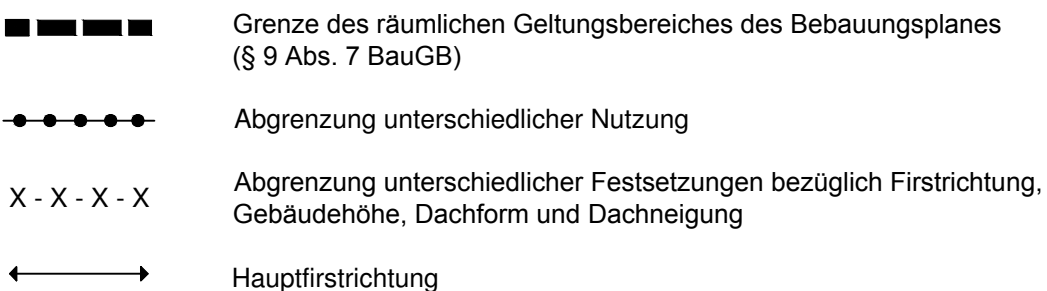 Grenze des räumlichen Geltungsbereiches des Bebauungsplanes
(§ 9 Abs. 7 BauGB)
Abgrenzung unterschiedlicher Nutzung
X - X - X - X
Abgrenzung unterschiedlicher Festsetzungen bezüglich Firstrichtung,
Gebäudehöhe, Dachform und Dachneigung
Hauptfirstrichtung